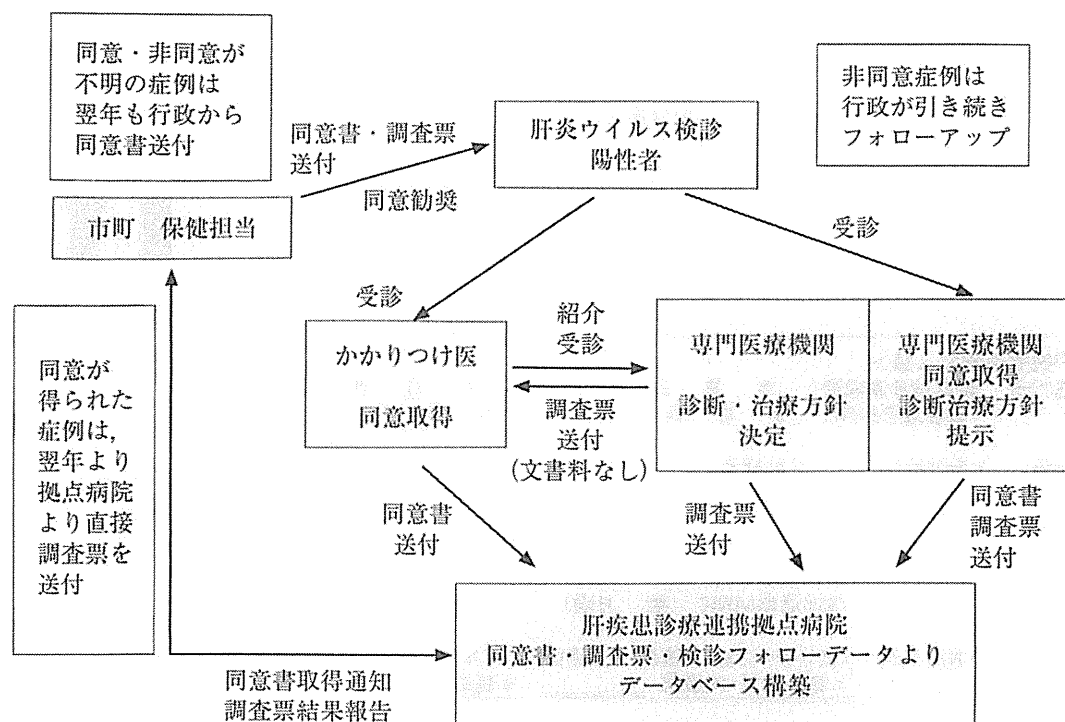 同意・非同意が
不明の症例は
翌年も行政から
同意書送付
非同意症例は
行政が引き続き
フォローアップ
同意書・調査票
送付
同意勧奨
肝炎ウイルス検診
陽性者
市町 保健担当
受診
受診
かかりつけ医
同意取得
紹介
受診
調査票
送付
(文書料なし)
専門医療機関
診断・治療方針
決定
専門医療機関
同意取得
診断治療方針
提示
同意が
得られた
症例は,
翌年より
拠点病院
より直接
調査票を
送付
同意書
送付
調査票
送付
同意書
調査票
送付
肝疾患診療連携拠点病院
同意書・調査票・検診フォローデータより
データベース構築
同意書取得通知
調査票結果報告